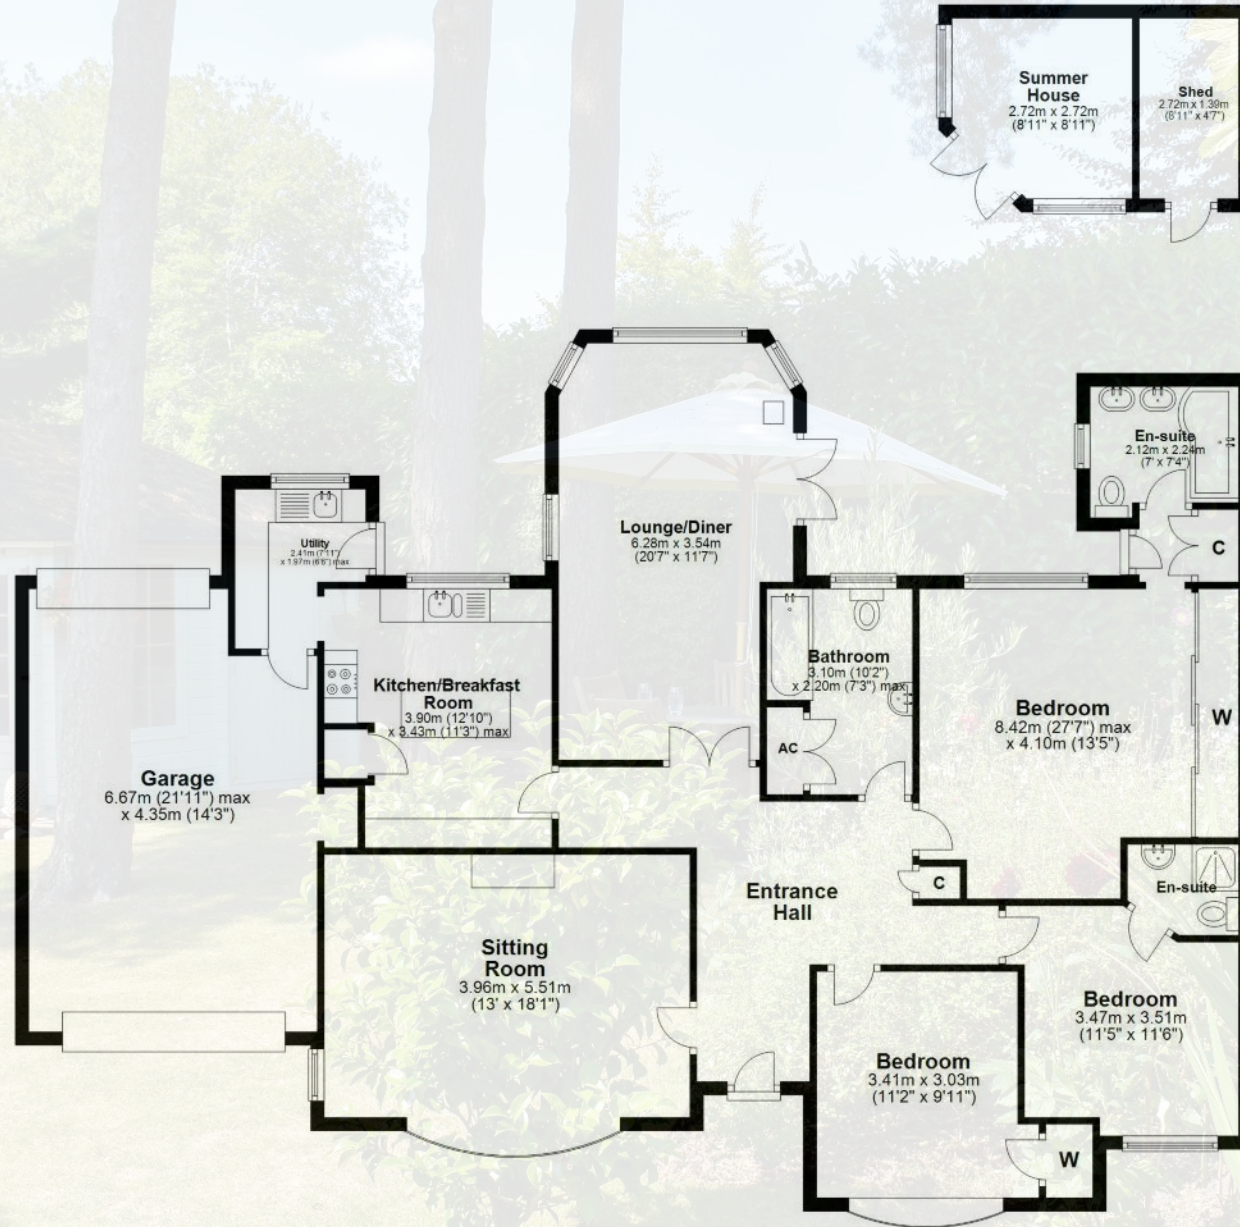 Summer
House
2.72m x 2.72m
(8'11" x 8'11")
Shed
2.72m x 1.39m
(8'11" x 4'7")
En-suite
2.12m x 2.24m
(7' x 7'4")
C
Lounge/Diner
6.28m x 3.54m
(20'7" x 11'7")
Utility
2.41m (7'11")
x 1.97m (6'6") max
Bathroom
3.10m (10'2")
x 2.20m (7'3") max
Kitchen/Breakfast
Room
3.90m (12'10")
x 3.43m (11'3") max
Bedroom
8.42m (27'7") max
x 4.10m (13'5")
W
AC
Garage
6.67m (21'11") max
x 4.35m (14'3")
Entrance
Hall
C
En-suite
Sitting
Room
3.96m x 5.51m
(13' x 18'1")
Bedroom
3.47m x 3.51m
(11'5" x 11'6")
Bedroom
3.41m x 3.03m
(11'2" x 9'11")
W